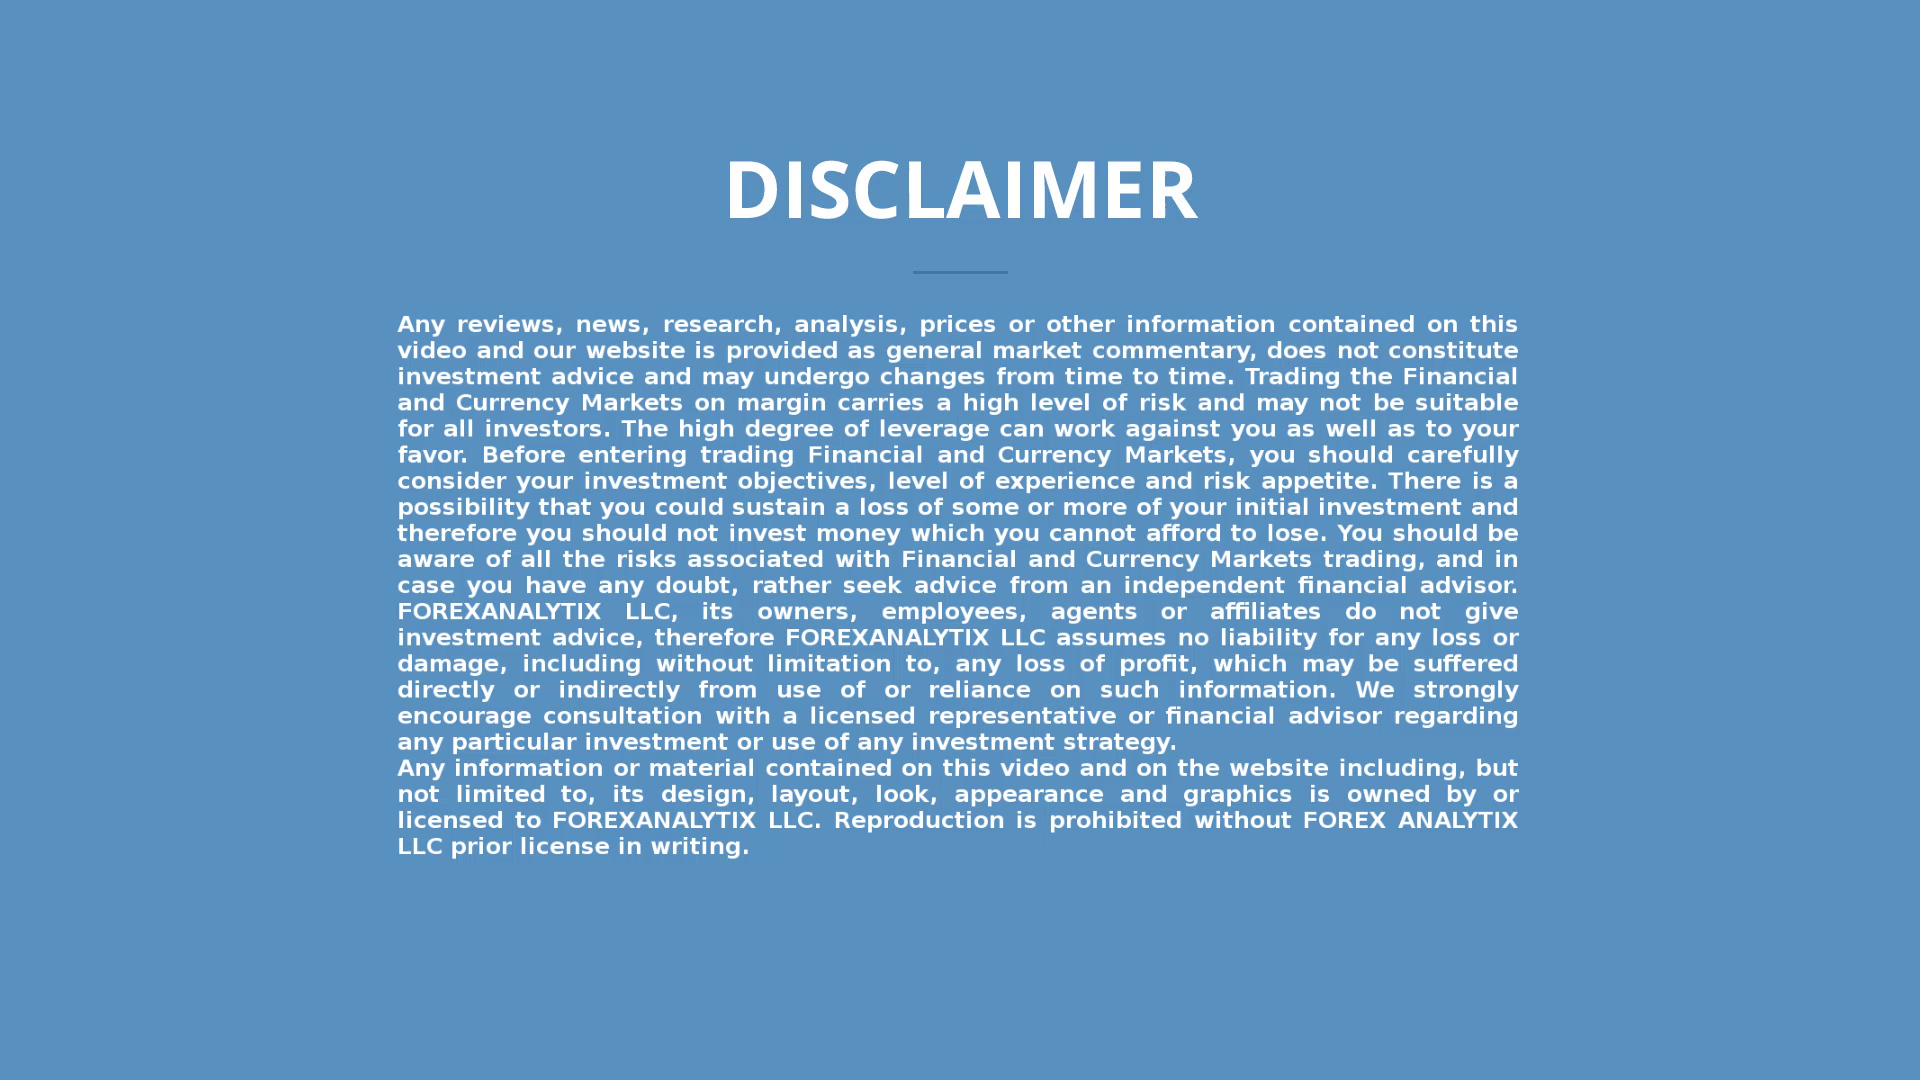 DISCLAIMER
Any reviews, news, research, analysis, prices or other information contained on this
video and our website is provided as general market commentary, does not constitute
investment advice and may undergo changes from time to time. Trading the Financial
and Currency Markets on margin carries a high level of risk and may not be suitable
for all investors. The high degree of leverage can work against you as well as to your
favor. Before entering trading Financial and Currency Markets, you should carefully
consider your investment objectives, level of experience and risk appetite. There is a
possibility that you could sustain a loss of some or more of your initial investment and
therefore you should not invest money which you cannot afford to lose. You should be
aware of all the risks associated with Financial and Currency Markets trading, and in
case you have any doubt, rather seek advice from an independent financial advisor.
FOREXANALYTIX LLC, its owners, employees, agents or affiliates do not give
investment advice, therefore FOREXANALYTIX LLC assumes no liability for any loss or
damage, including without limitation to, any loss of profit, which may be suffered
directly or indirectly from use of or reliance on such information. We strongly
encourage consultation with a licensed representative or financial advisor regarding
any particular investment or use of any investment strategy.
Any information or material contained on this video and on the website including, but
not limited to, its design, layout, look, appearance and graphics is owned by or
licensed to FOREXANALYTIX LLC. Reproduction is prohibited without FOREX ANALYTIX
LLC prior license in writing.